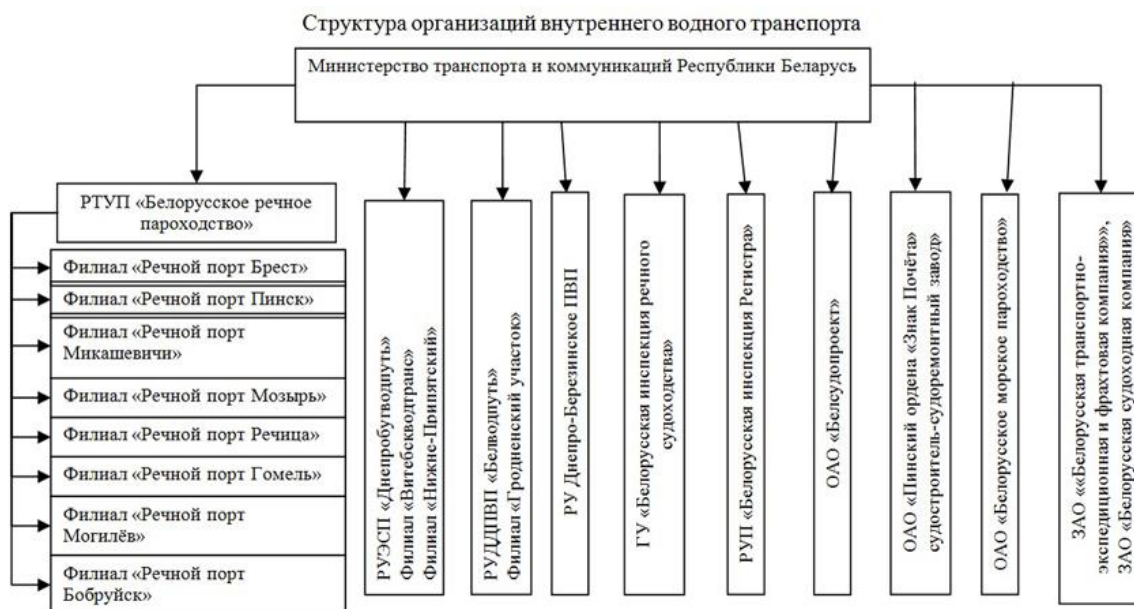 Структура организаций внутреннего водного транспорта
Министерство транспорта и коммуникаций Республики Беларусь
РТУП «Белорусское речное
пароходство»
Филиал «Речной порт Брест»
Филиал «Речной порт Пинск»
Филиал «Речной порт
Микашевичи»
Филиал «Речной порт Мозырь»
Филиал «Речной порт Речица»
Филиал «Речной порт Гомель»
Филиал «Речной порт
Могилёв»
Филиал «Речной порт
Бобруйск»
РУЭСП «Днепробугводпуть»
Филиал «Витебскводтранс»
Филиал «Нижне-Припятский»
РУДДПВП «Белводпуть»
Филиал «Гродненский участок»
РУ Днепро-Березинское ПВП
ГУ «Белорусская инспекция речного
судоходства»
РУП «Белорусская инспекция Регистра»
ОАО «Белсудопроект»
ОАО «Пинский ордена «Знак Почёта»
судостроитель-судоремонтный завод»
ОАО «Белорусское морское пароходство»
ЗАО ««Белорусская транспортно-
экспедиционная и фрахтовая компания»»,
ЗАО «Белорусская судоходная компания»